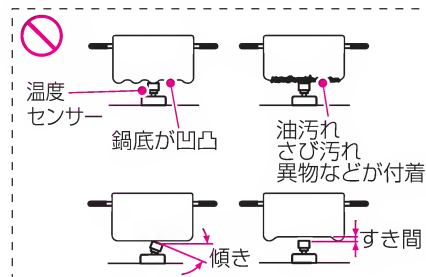 温度
センサー
鍋底が凹凸
油汚れ
さび汚れ
異物などが付着
傾き
すき間